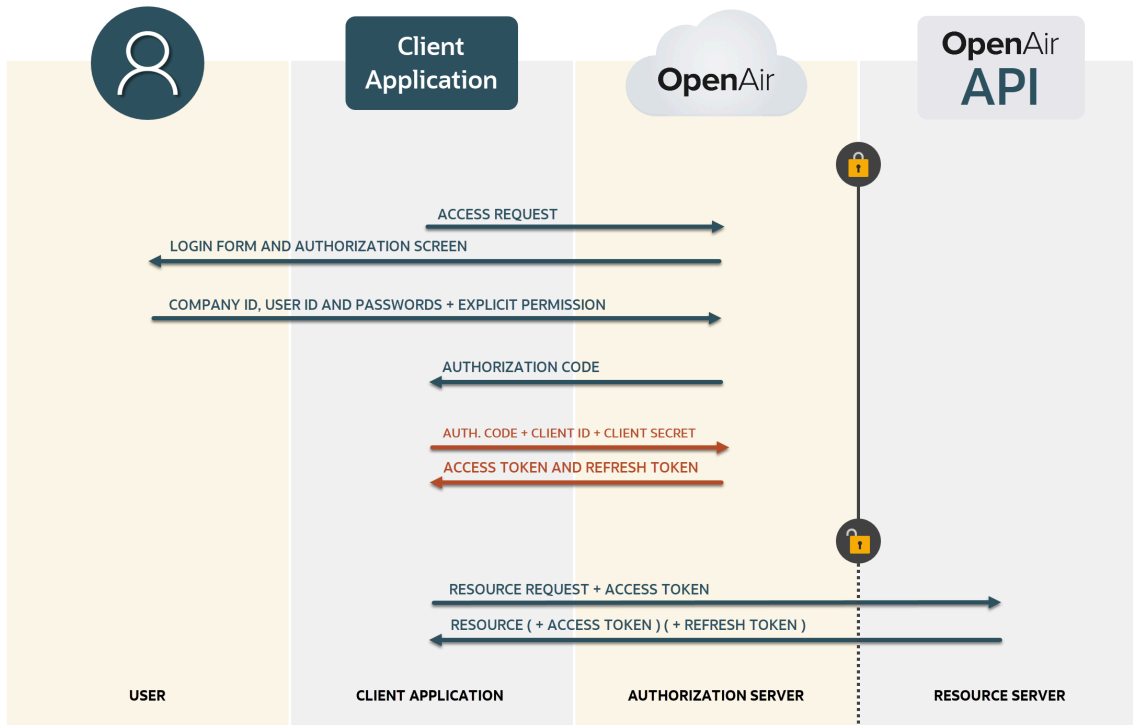 Client
Application
OpenAir
OpenAir
API
ACCESS REQUEST
LOGIN FORM AND AUTHORIZATION SCREEN
COMPANY ID, USER ID AND PASSWORDS + EXPLICIT PERMISSION
AUTHORIZATION CODE
AUTH. CODE + CLIENT ID + CLIENT SECRET
ACCESS TOKEN AND REFRESH TOKEN
RESOURCE REQUEST + ACCESS TOKEN
RESOURCE ( + ACCESS TOKEN ) ( + REFRESH TOKEN )
USER
CLIENT APPLICATION
AUTHORIZATION SERVER
RESOURCE SERVER